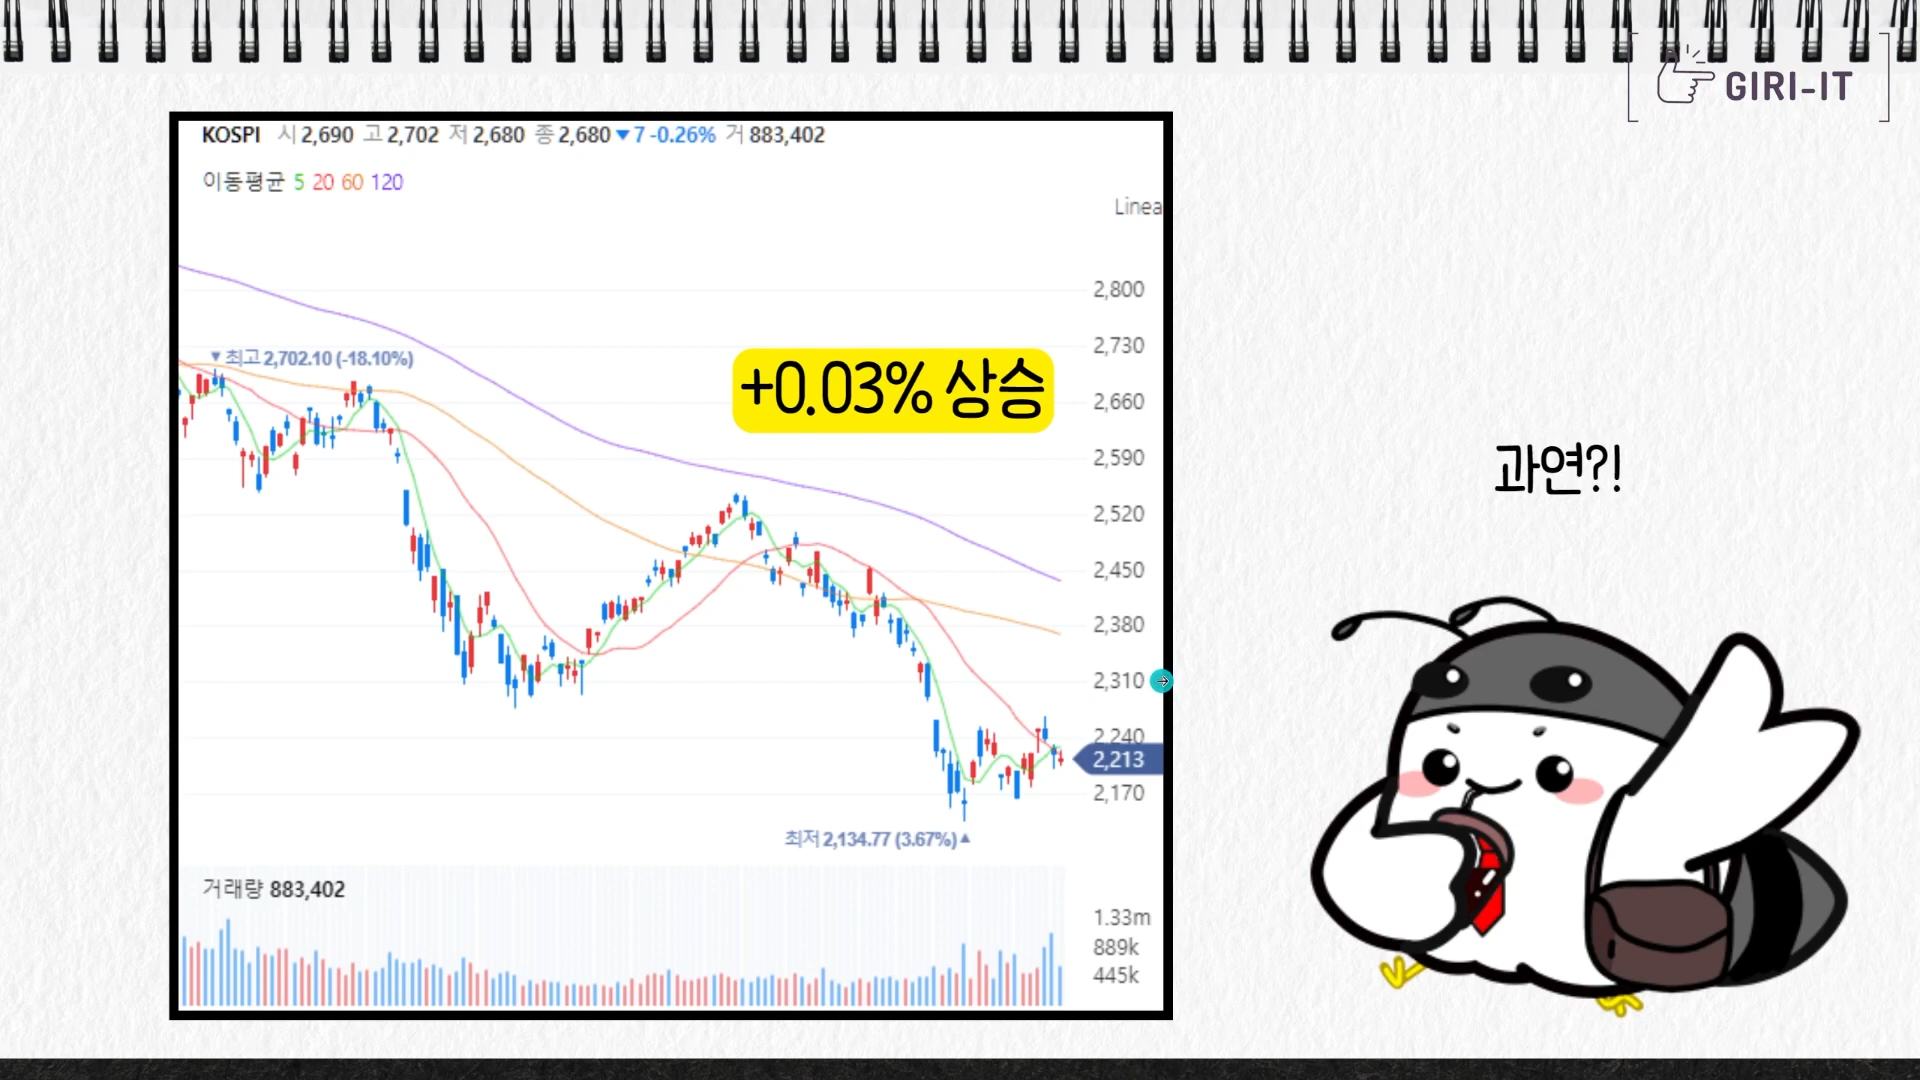 GIRI-IT
KOSPI 시 2,690 고 2,702 저 2,680 종 2,680 ▼7 -0.26% 거 883,402
이동평균 5 20 60 120
Linea
2,800
2,730
▼최고 2,702.10 (-18.10%)
+0.03% 상승
2,660
2,590
과연?!
2,520
2,450
2,380
2,310
2,240
2,213
2,170
최저 2,134.77 (3.67%)▲
거래량 883,402
1.33m
889k
445k